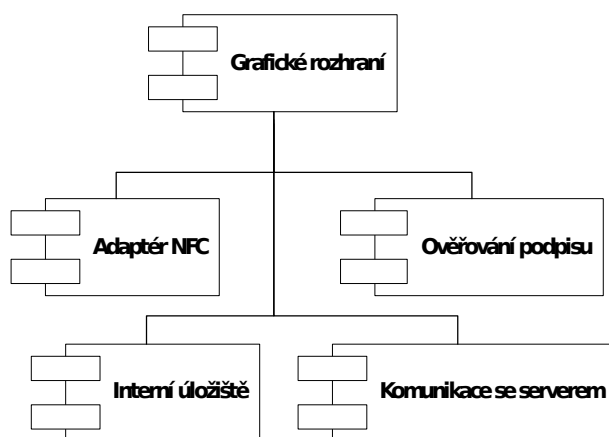 Grafické rozhraní
Adaptér NFC
Ověřování podpisu
Interní úložiště
Komunikace se serverem